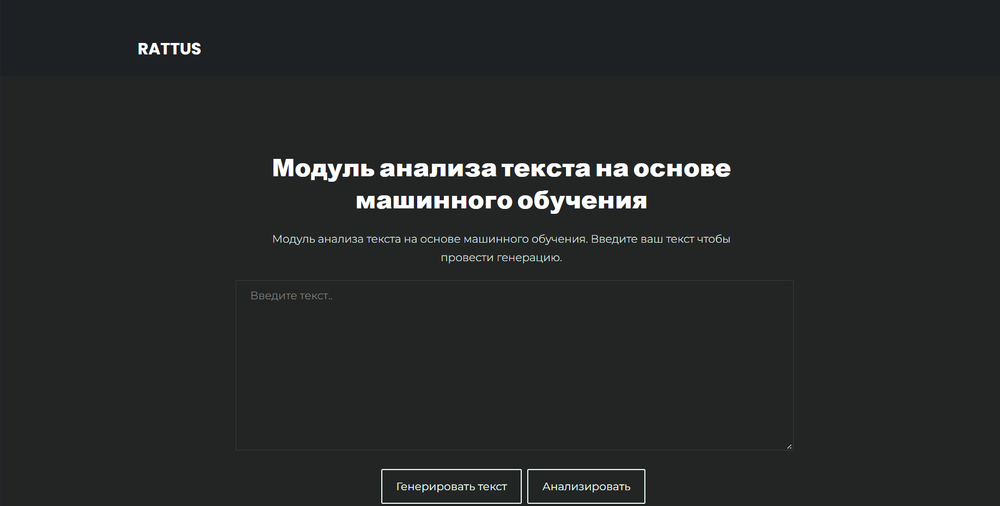 RATTUS
Модуль анализа текста на основе
машинного обучения
Модуль анализа текста на основе машинного обучения. Введите ваш текст чтобы
провести генерацию.
Введите текст..
Генерировать текст
Анализировать